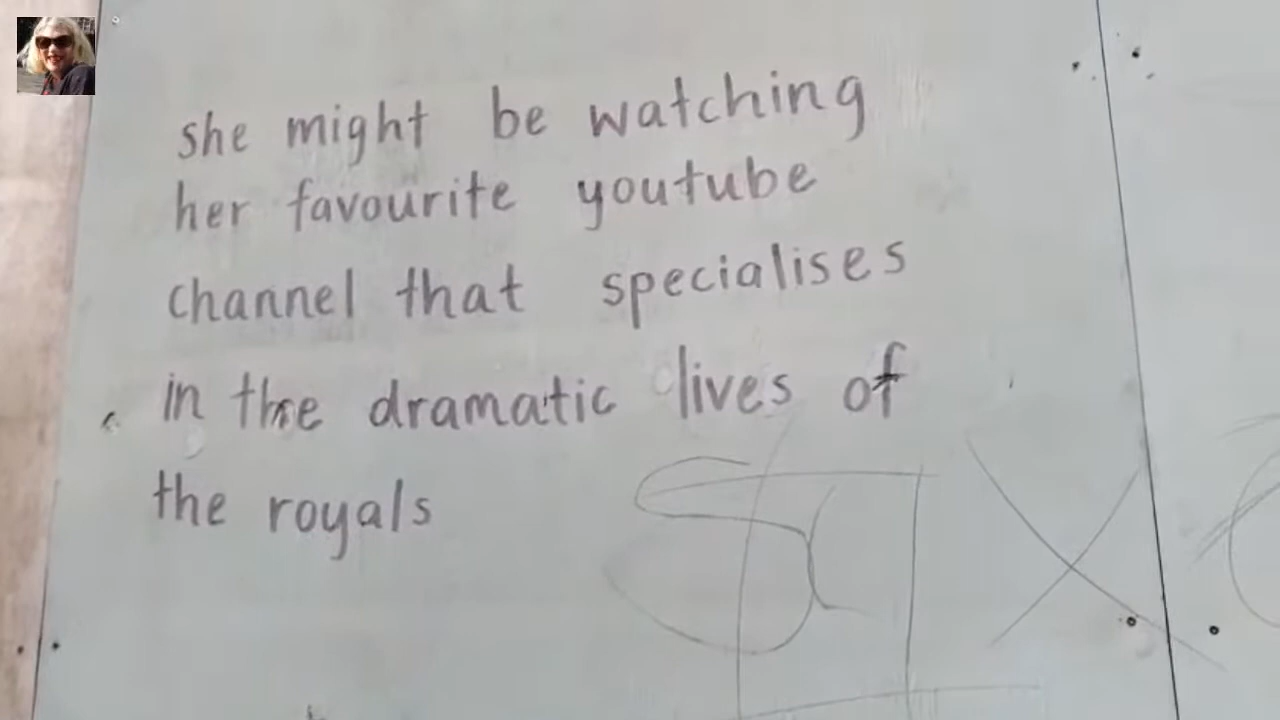 she might be watching
her favourite youtube
channel that specialises
in the dramatic lives of
the royals